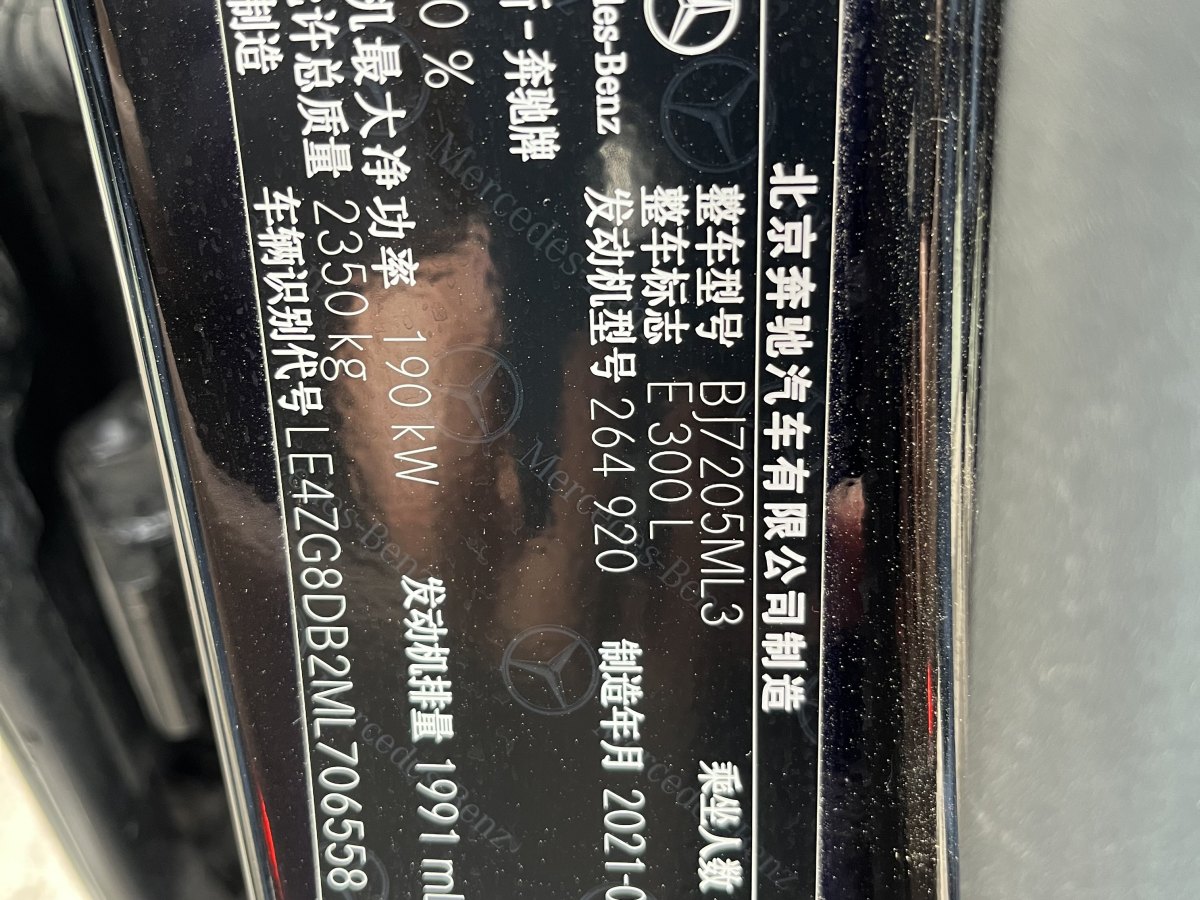 北京奔驰汽车有限公司制造
整车型号 BJ7205ML3 乘坐人数
edes-Benz 整车标志 E 300 L
发动机型号 264 920 制造年月 2021-0
-奔驰牌
0 %
机最大净功率 190 kW 发动机排量 1991 ml
许总质量 2350 kg
制造 车辆识别代号 LE4ZG8DB2ML706558